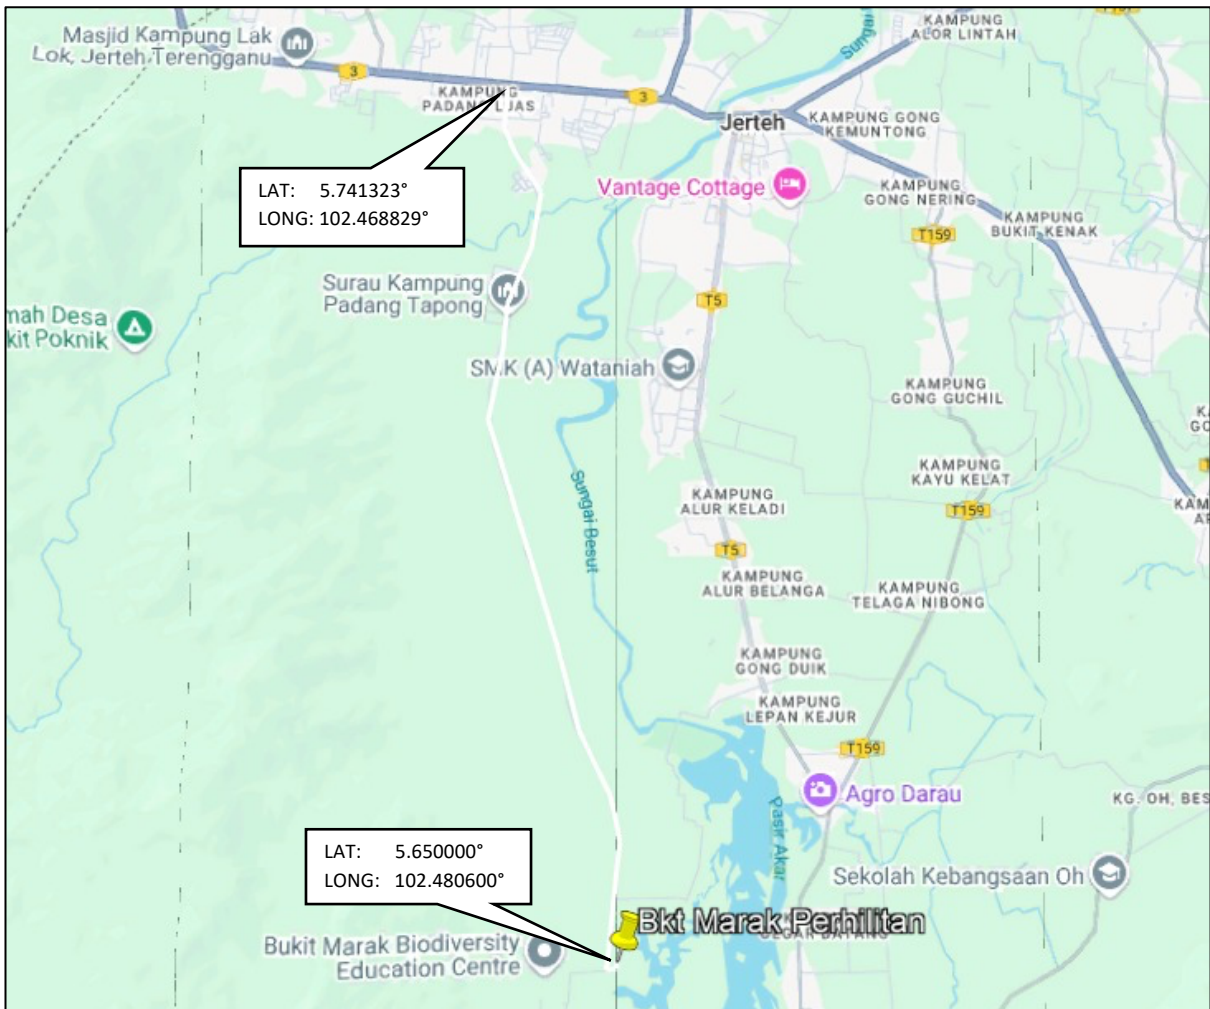 KAMPUNG
ALOR LINTAH
Masjid Kampung Lak
Lok, Jerteh Terengganu
Sungai
3
KAMPUNG
3
Jerteh
KAMPUNG GONG
KEMUNTONG
LAT: 5.741323°
LONG: 102.468829°
Vantage Cottage
KAMPUNG
GONG NERING
KAMPUNG
BUKIT KENAK
T159
Surau Kampung
Padang Tapong
T5
mah Desa
kit Poknik
SMK (A) Wataniah
KAMPUNG
GONG GUCHIL
KAMPUNG
KAYU KELAT
Sungai Besut
KAMPUNG
ALUR KELADI
T159
T5
KAMPUNG
ALUR BELANGA
KAMPUNG
TELAGA NIBONG
KAMPUNG
GONG DUIK
KAMPUNG
LEPAN KEJUR
T159
Agro Darau
KG. OH, BES
Pasir Akar
LAT: 5.650000°
LONG: 102.480600°
Sekolah Kebangsaan Oh
Bkt Marak Perhilitan
Bukit Marak Biodiversity
Education Centre